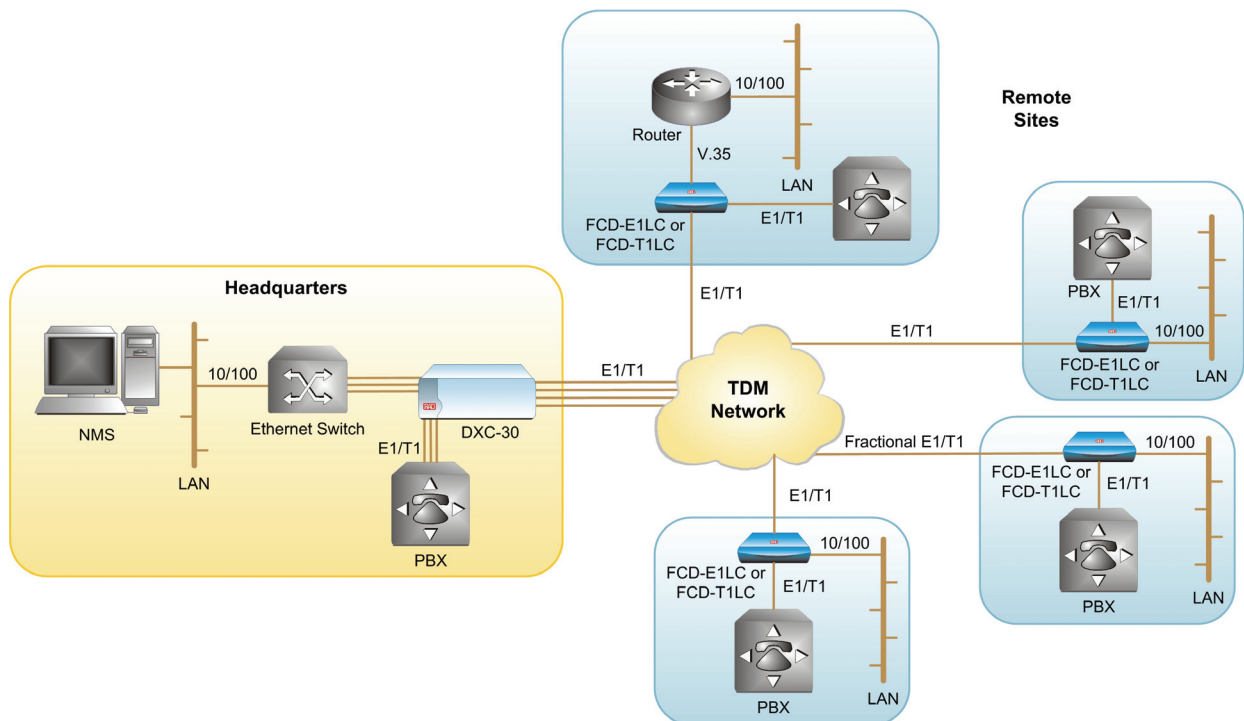 10/100
Router
V.35
LAN
E1/T1
FCD-E1LC or
FCD-T1LC
E1/T1
Remote
Sites
PBX
E1/T1
10/100
E1/T1
FCD-E1LC or
FCD-T1LC
LAN
Headquarters
10/100
NMS
Ethernet Switch
DXC-30
RAD
E1/T1
LAN
E1/T1
PBX
TDM
Network
Fractional E1/T1
10/100
FCD-E1LC or
FCD-T1LC
E1/T1
PBX
LAN
E1/T1
10/100
FCD-E1LC or
FCD-T1LC
E1/T1
PBX
LAN